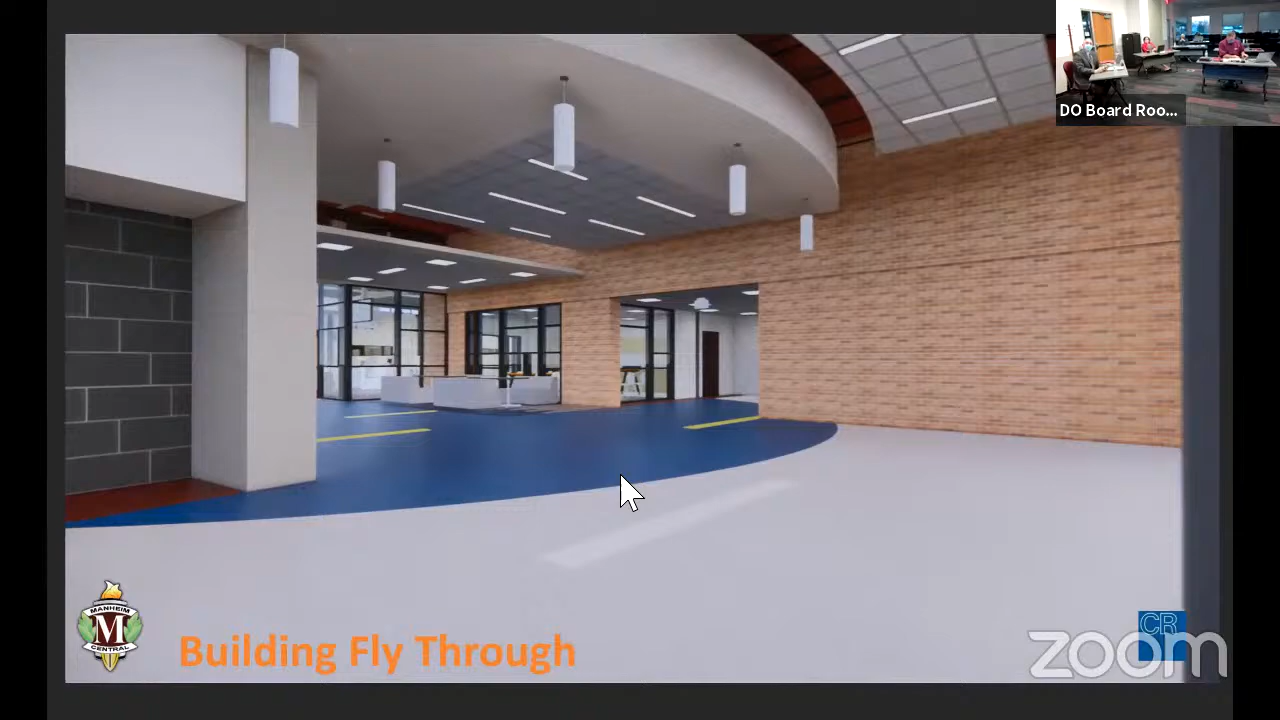 DO Board Roo...
MANHEIM
M
CENTRAL
Building Fly Through
CR
zoom